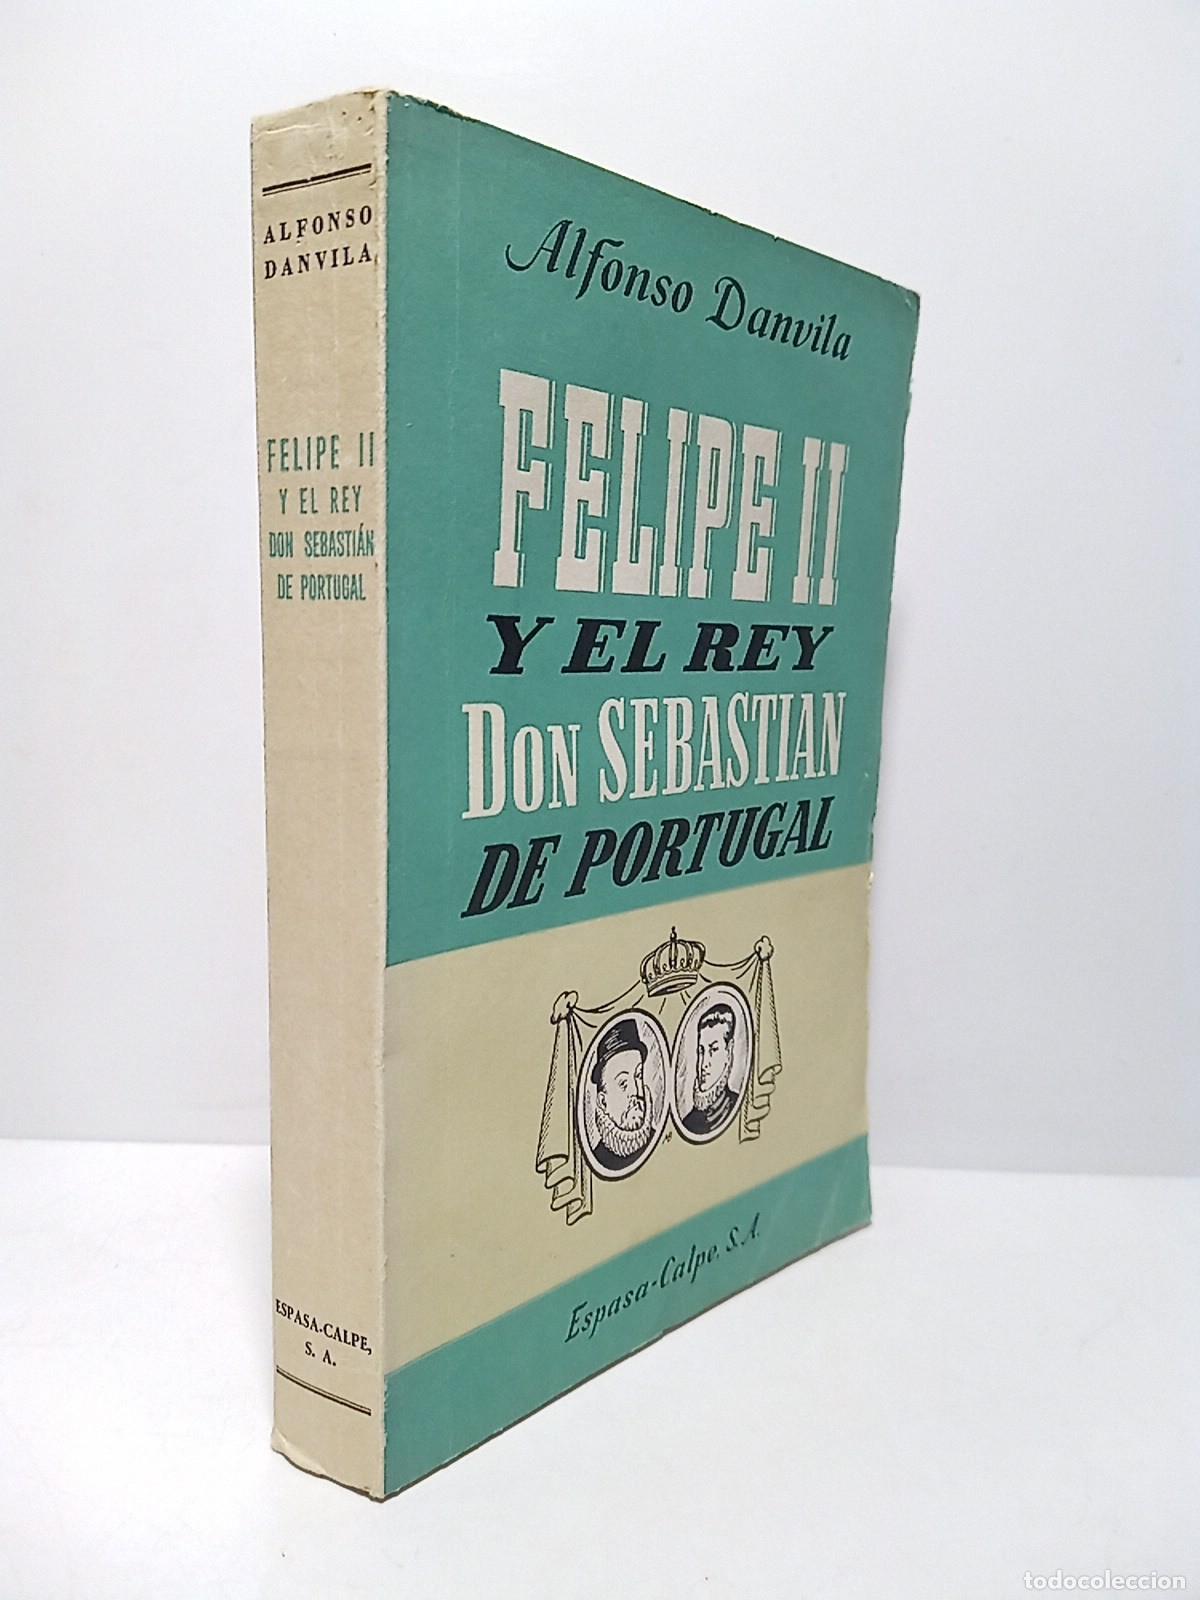 ALFONSO
DANVILA
FELIPE II
Y EL REY
DON SEBASTIÁN
DE PORTUGAL
ESPASA-CALPE,
S. A.
Alfonso Danvila
FELIPE II
Y EL REY
DON SEBASTIAN
DE PORTUGAL
Espasa-Calpe, S. A.
todocoleccion